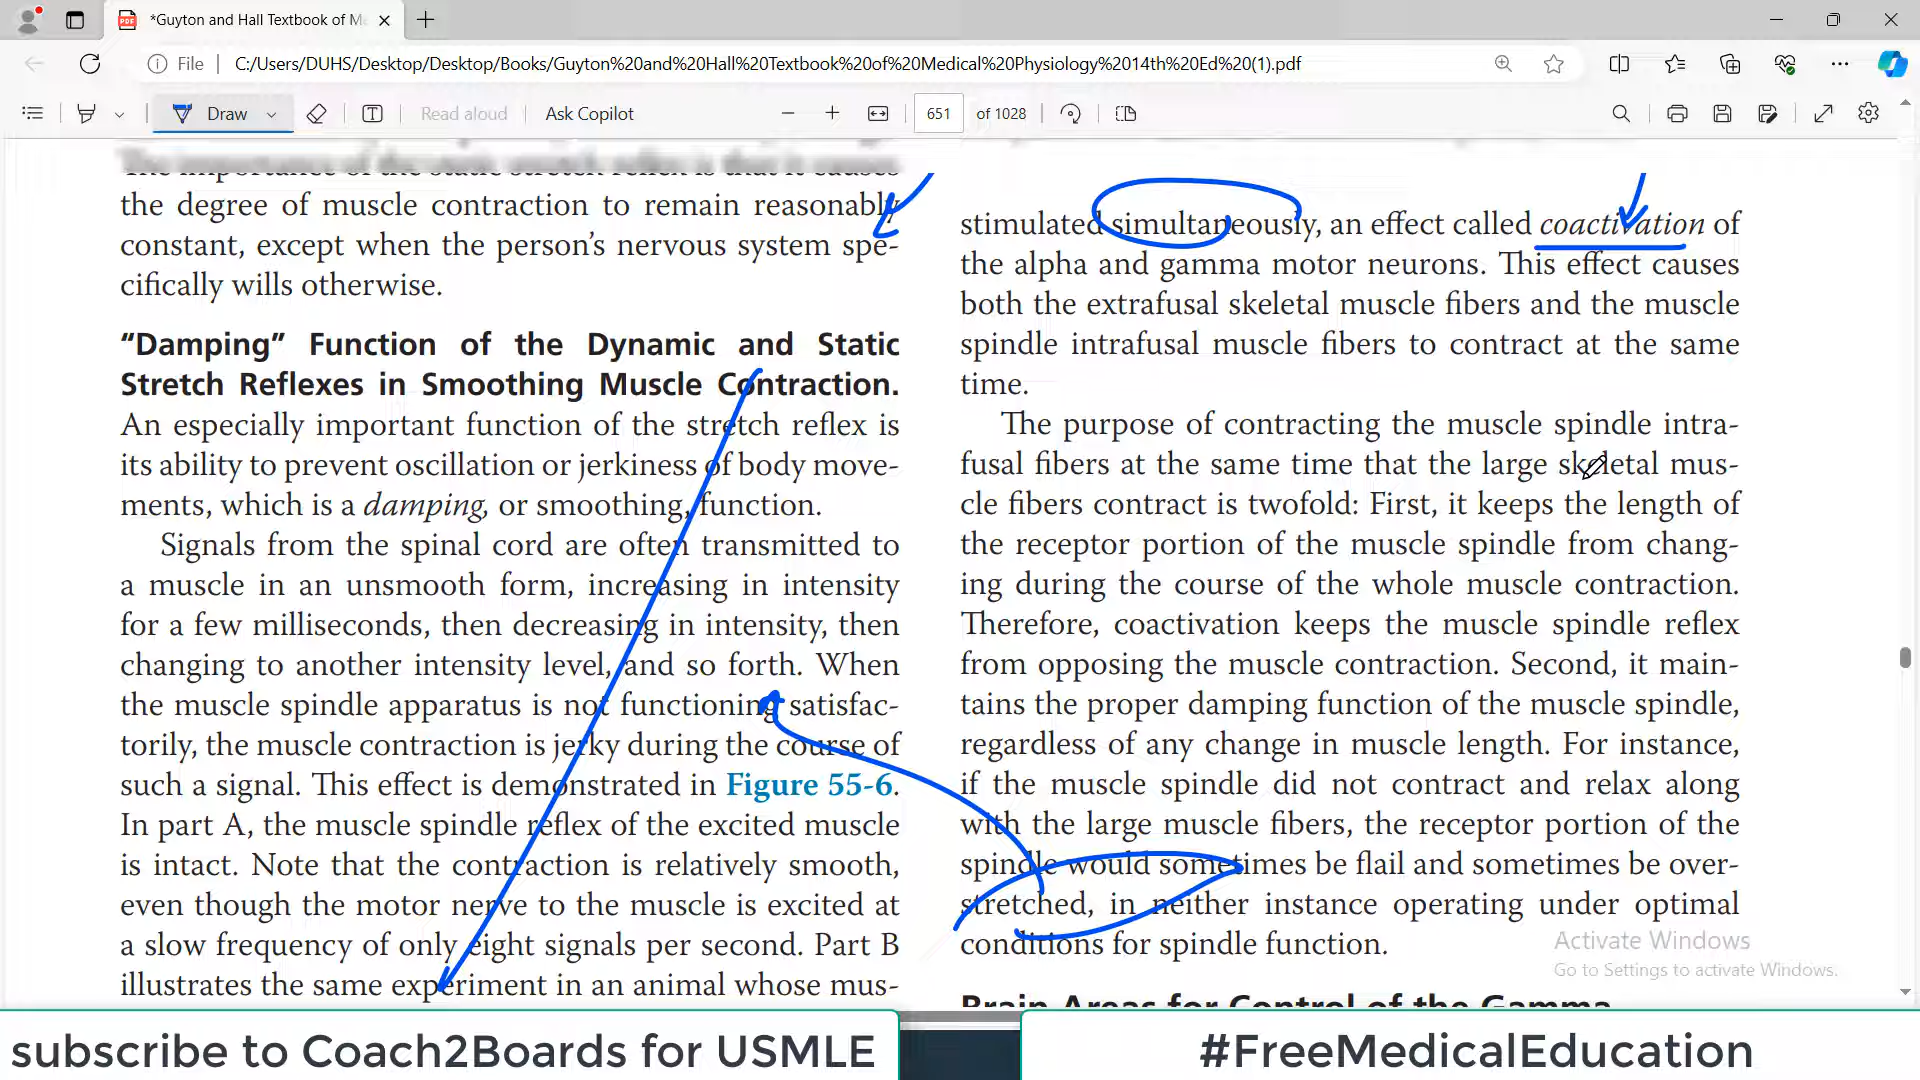 *Guyton and Hall Textbook of Me
File
C:/Users/DUHS/Desktop/Desktop/Books/Guyton%20and%20Hall%20Textbook%20of%20Medical%20Physiology%2014th%20Ed%20(1).pdf
Draw
Read aloud
Ask Copilot
651
of 1028
The importance of the static stretch reflex is that it causes
the degree of muscle contraction to remain reasonably
constant, except when the person’s nervous system spe-
cifically wills otherwise.
“Damping” Function of the Dynamic and Static
Stretch Reflexes in Smoothing Muscle Contraction.
An especially important function of the stretch reflex is
its ability to prevent oscillation or jerkiness of body move-
ments, which is a damping, or smoothing, function.
Signals from the spinal cord are often transmitted to
a muscle in an unsmooth form, increasing in intensity
for a few milliseconds, then decreasing in intensity, then
changing to another intensity level, and so forth. When
the muscle spindle apparatus is not functioning satisfac-
torily, the muscle contraction is jerky during the course of
such a signal. This effect is demonstrated in Figure 55-6.
In part A, the muscle spindle reflex of the excited muscle
is intact. Note that the contraction is relatively smooth,
even though the motor nerve to the muscle is excited at
a slow frequency of only eight signals per second. Part B
illustrates the same experiment in an animal whose mus-
stimulated simultaneously, an effect called coactivation of
the alpha and gamma motor neurons. This effect causes
both the extrafusal skeletal muscle fibers and the muscle
spindle intrafusal muscle fibers to contract at the same
time.
The purpose of contracting the muscle spindle intra-
fusal fibers at the same time that the large skeletal mus-
cle fibers contract is twofold: First, it keeps the length of
the receptor portion of the muscle spindle from chang-
ing during the course of the whole muscle contraction.
Therefore, coactivation keeps the muscle spindle reflex
from opposing the muscle contraction. Second, it main-
tains the proper damping function of the muscle spindle,
regardless of any change in muscle length. For instance,
if the muscle spindle did not contract and relax along
with the large muscle fibers, the receptor portion of the
spindle would sometimes be flail and sometimes be over-
stretched, in neither instance operating under optimal
conditions for spindle function.
Brain Areas for Control of the Gamma
Activate Windows
Go to Settings to activate Windows.
subscribe to Coach2Boards for USMLE
#FreeMedicalEducation